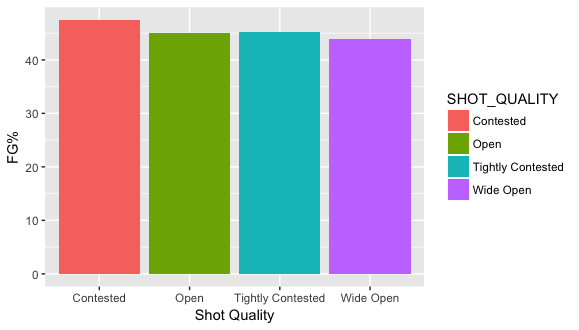 FG%
40
30
20
10
0
Contested Open Tightly Contested Wide Open
Shot Quality
SHOT_QUALITY
Contested
Open
Tightly Contested
Wide Open